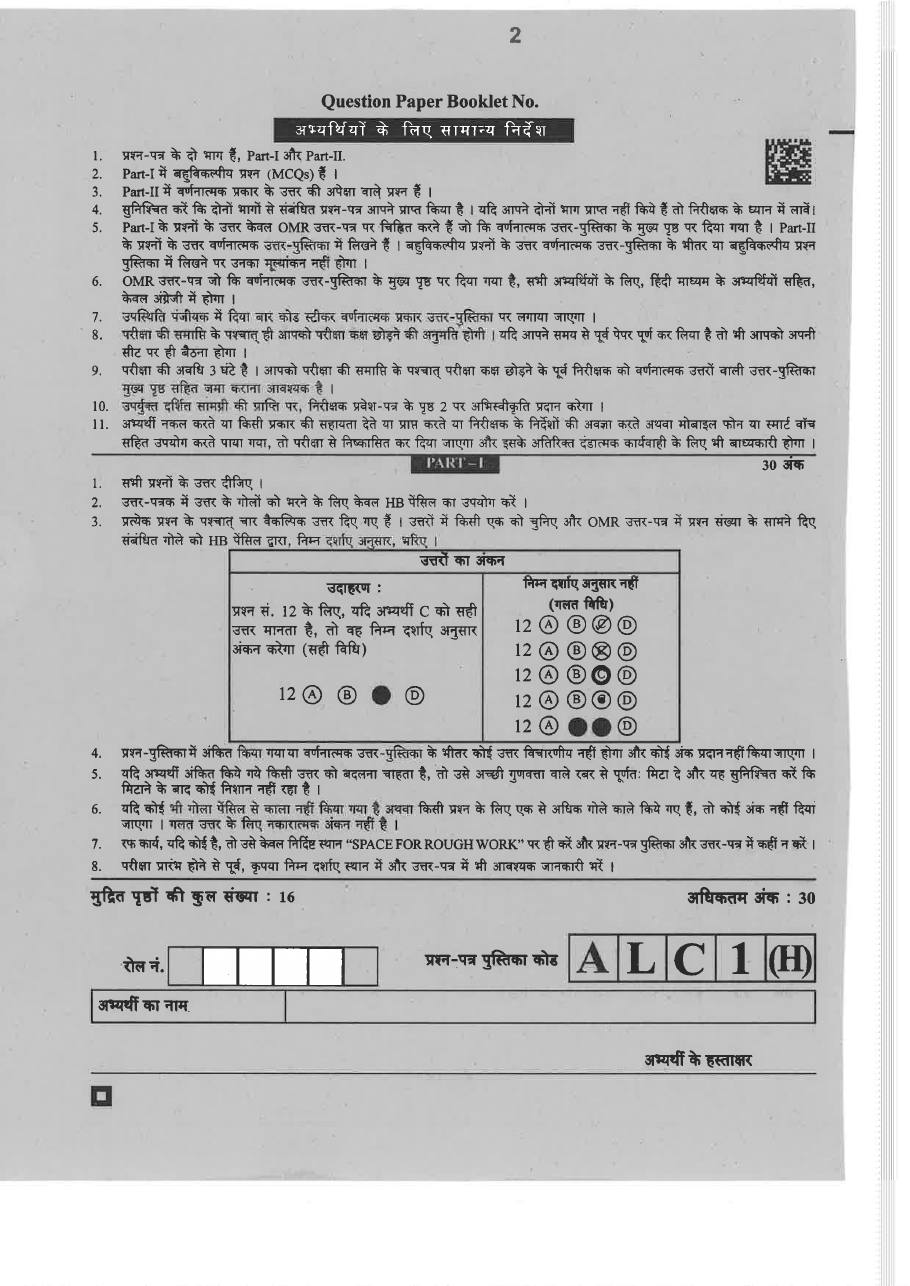 2
Question Paper Booklet No.
अभ्यर्थियों के लिए सामान्य निर्देश
1. प्रश्न-पत्र के दो भाग हैं, Part-I और Part-II.
2. Part-I में बहुविकल्पीय प्रश्न (MCQs) हैं ।
3. Part-II में वर्णनात्मक प्रकार के उत्तर की अपेक्षा वाले प्रश्न हैं ।
4. सुनिश्चित करें कि दोनों भागों से संबंधित प्रश्न-पत्र आपने प्राप्त किया है । यदि आपने दोनों भाग प्राप्त नहीं किये हैं तो निरीक्षक के ध्यान में लावें।
5. Part-I के प्रश्नों के उत्तर केवल OMR उत्तर-पत्र पर चिह्नित करने हैं जो कि वर्णनात्मक उत्तर-पुस्तिका के मुख्य पृष्ठ पर दिया गया है । Part-II
के प्रश्नों के उत्तर वर्णनात्मक उत्तर-पुस्तिका में लिखने हैं । बहुविकल्पीय प्रश्नों के उत्तर वर्णनात्मक उत्तर-पुस्तिका के भीतर या बहुविकल्पीय प्रश्न
पुस्तिका में लिखने पर उनका मूल्यांकन नहीं होगा ।
6. OMR उत्तर-पत्र जो कि वर्णनात्मक उत्तर-पुस्तिका के मुख्य पृष्ठ पर दिया गया है, सभी अभ्यर्थियों के लिए, हिंदी माध्यम के अभ्यर्थियों सहित,
केवल अंग्रेजी में होगा ।
7. उपस्थिति पंजीयक में दिया बार कोड स्टीकर वर्णनात्मक प्रकार उत्तर-पुस्तिका पर लगाया जाएगा ।
8. परीक्षा की समाप्ति के पश्चात् ही आपको परीक्षा कक्ष छोड़ने की अनुमति होगी । यदि आपने समय से पूर्व पेपर पूर्ण कर लिया है तो भी आपको अपनी
सीट पर ही बैठना होगा ।
9. परीक्षा की अवधि 3 घंटे है । आपको परीक्षा की समाप्ति के पश्चात् परीक्षा कक्ष छोड़ने के पूर्व निरीक्षक को वर्णनात्मक उत्तरों वाली उत्तर-पुस्तिका
मुख्य पृष्ठ सहित जमा कराना आवश्यक है ।
10. उपर्युक्त दर्शित सामग्री की प्राप्ति पर, निरीक्षक प्रवेश-पत्र के पृष्ठ 2 पर अभिस्वीकृति प्रदान करेगा ।
11. अभ्यर्थी नकल करते या किसी प्रकार की सहायता देते या प्राप्त करते या निरीक्षक के निर्देशों की अवज्ञा करते अथवा मोबाइल फोन या स्मार्ट वॉच
सहित उपयोग करते पाया गया, तो परीक्षा से निष्कासित कर दिया जाएगा और इसके अतिरिक्त दंडात्मक कार्यवाही के लिए भी बाध्यकारी होगा ।
PART – I
30 अंक
1. सभी प्रश्नों के उत्तर दीजिए ।
2. उत्तर-पत्रक में उत्तर के गोलों को भरने के लिए केवल HB पेंसिल का उपयोग करें ।
3. प्रत्येक प्रश्न के पश्चात् चार वैकल्पिक उत्तर दिए गए हैं । उत्तरों में किसी एक को चुनिए और OMR उत्तर-पत्र में प्रश्न संख्या के सामने दिए
संबंधित गोले को HB पेंसिल द्वारा, निम्न दर्शाए अनुसार, भरिए ।
उत्तरों का अंकन
उदाहरण :
प्रश्न सं. 12 के लिए, यदि अभ्यर्थी C को सही
उत्तर मानता है, तो वह निम्न दर्शाए अनुसार
अंकन करेगा (सही विधि)
12 A B D
निम्न दर्शाए अनुसार नहीं
(गलत विधि)
12 A B C D
12 A B C D
12 A B C D
12 A B C D
12 A D
4. प्रश्न-पुस्तिका में अंकित किया गया या वर्णनात्मक उत्तर-पुस्तिका के भीतर कोई उत्तर विचारणीय नहीं होगा और कोई अंक प्रदान नहीं किया जाएगा ।
5. यदि अभ्यर्थी अंकित किये गये किसी उत्तर को बदलना चाहता है, तो उसे अच्छी गुणवत्ता वाले रबर से पूर्णतः मिटा दे और यह सुनिश्चित करें कि
मिटाने के बाद कोई निशान नहीं रहा है ।
6. यदि कोई भी गोला पेंसिल से काला नहीं किया गया है अथवा किसी प्रश्न के लिए एक से अधिक गोले काले किये गए हैं, तो कोई अंक नहीं दिया
जाएगा । गलत उत्तर के लिए नकारात्मक अंकन नहीं है ।
7. रफ कार्य, यदि कोई है, तो उसे केवल निर्दिष्ट स्थान “SPACE FOR ROUGH WORK” पर ही करें और प्रश्न-पत्र पुस्तिका और उत्तर-पत्र में कहीं न करें ।
8. परीक्षा प्रारंभ होने से पूर्व, कृपया निम्न दर्शाए स्थान में और उत्तर-पत्र में भी आवश्यक जानकारी भरें ।
मुद्रित पृष्ठों की कुल संख्या : 16
अधिकतम अंक : 30
रोल नं.
प्रश्न-पत्र पुस्तिका कोड A L C 1 (H)
अभ्यर्थी का नाम
अभ्यर्थी के हस्ताक्षर